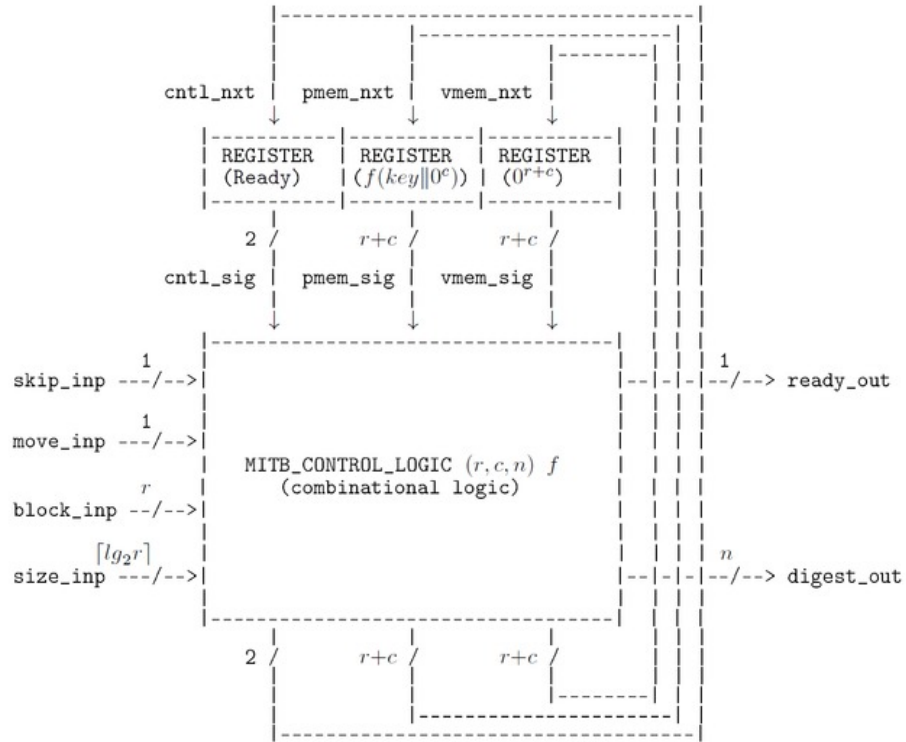 cntl_nxt pmem_nxt vmem_nxt
REGISTER REGISTER REGISTER
(Ready) (f(key‖0^c)) (0^{r+c})
2 / r+c / r+c /
cntl_sig pmem_sig vmem_sig
1 1
skip_inp ---/--> --/--> ready_out
1
move_inp ---/-->
MITB_CONTROL_LOGIC (r, c, n) f
(combinational logic)
r
block_inp --/-->
⌈lg₂r⌉ n
size_inp ---/--> --/--> digest_out
2 / r+c / r+c /